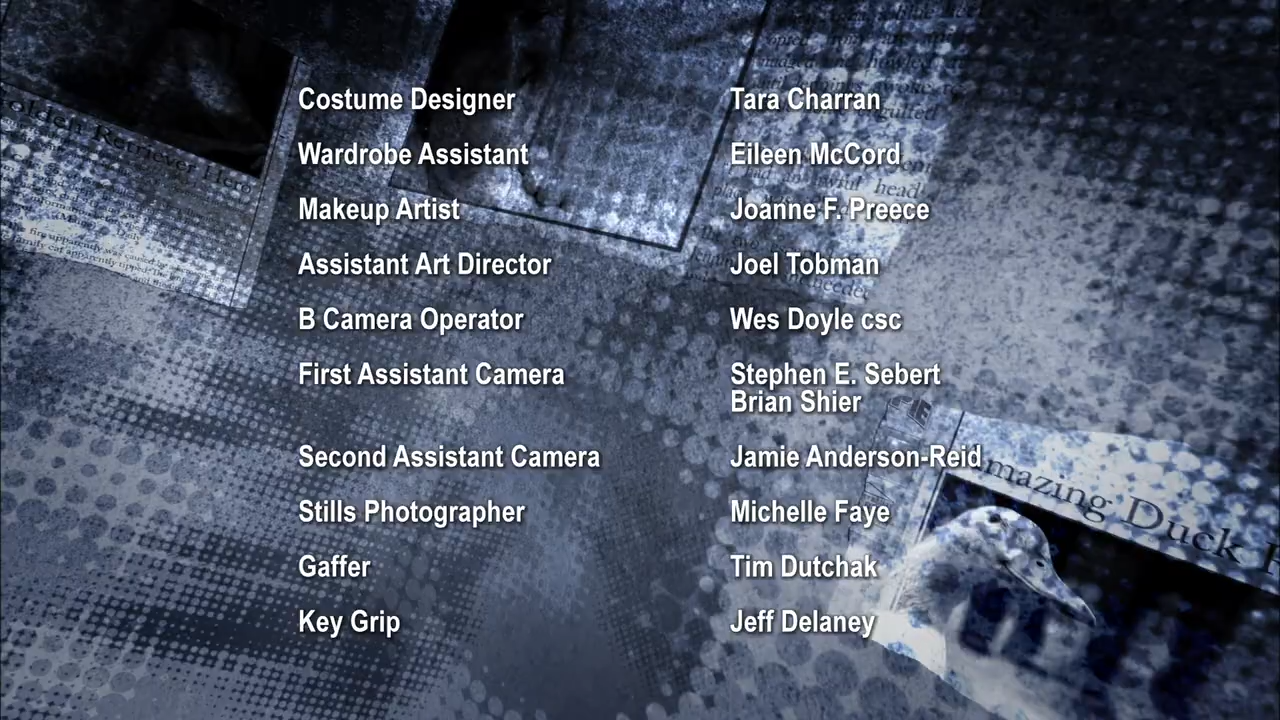 Costume Designer Tara Charran
Wardrobe Assistant Eileen McCord
Makeup Artist Joanne F. Preece
Assistant Art Director Joel Tobman
B Camera Operator Wes Doyle csc
First Assistant Camera Stephen E. Sebert
Brian Shier
Second Assistant Camera Jamie Anderson-Reid
Stills Photographer Michelle Faye
Gaffer Tim Dutchak
Key Grip Jeff Delaney
olden Retriever Hero
mazing Duck